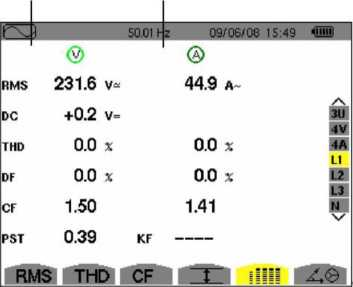 50.01 Hz 09/06/08 15:49
V A
RMS 231.6 V≃ 44.9 A~
DC +0.2 V=
THD 0.0 % 0.0 %
DF 0.0 % 0.0 %
CF 1.50 1.41
PST 0.39 KF ----
3U
4V
4A
L1
L2
L3
N
RMS THD CF